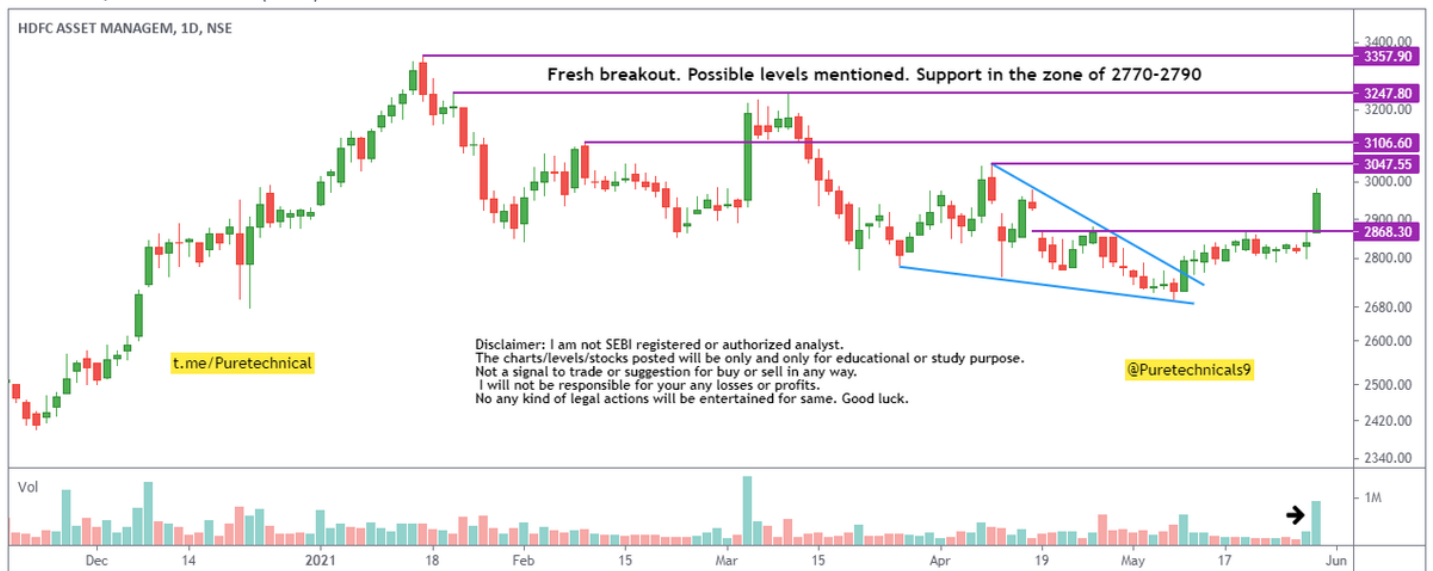 HDFC ASSET MANAGEM, 1D, NSE
3400.00
3357.90
Fresh breakout. Possible levels mentioned. Support in the zone of 2770-2790
3247.80
3200.00
3106.60
3047.55
3000.00
2900.00
2868.30
2800.00
2680.00
2600.00
2500.00
2420.00
2340.00
t.me/Puretechnical
Disclaimer: I am not SEBI registered or authorized analyst.
The charts/levels/stocks posted will be only and only for educational or study purpose.
Not a signal to trade or suggestion for buy or sell in any way.
I will not be responsible for your any losses or profits.
No any kind of legal actions will be entertained for same. Good luck.
@Puretechnicals9
Vol
1M
Dec 14 2021 18 Feb 15 Mar 15 Apr 19 May 17 Jun